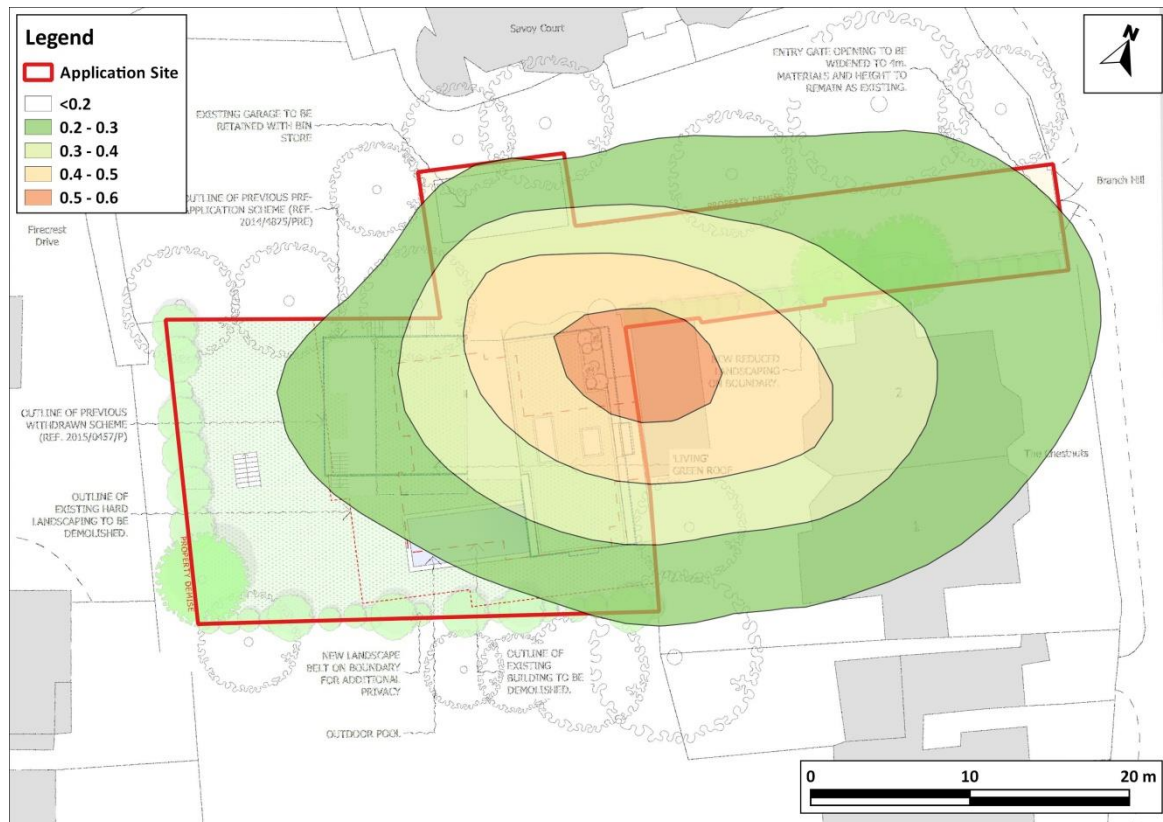 Legend
Application Site
<0.2
0.2 - 0.3
0.3 - 0.4
0.4 - 0.5
0.5 - 0.6
Savoy Court
N
ENTRY GATE OPENING TO BE
WIDENED TO 4m.
MATERIALS AND HEIGHT TO
REMAIN AS EXISTING.
EXISTING GARAGE TO BE
RETAINED WITH BIN
STORE
Branch Hill
OUTLINE OF PREVIOUS PRE-
APPLICATION SCHEME (REF.
2014/4825/PRE)
PROPERTY DEMISE
Firecrest
Drive
NEW REDUCED
LANDSCAPING
ON BOUNDARY.
2
OUTLINE OF PREVIOUS
WITHDRAWN SCHEME
(REF. 2015/0457/P)
'LIVING'
GREEN ROOF
The Chestnuts
OUTLINE OF
EXISTING HARD
LANDSCAPING TO BE
DEMOLISHED.
1
PROPERTY DEMISE
NEW LANDSCAPE
BELT ON BOUNDARY
FOR ADDITIONAL
PRIVACY
OUTLINE OF
EXISTING
BUILDING TO BE
DEMOLISHED.
OUTDOOR POOL
0 10 20 m